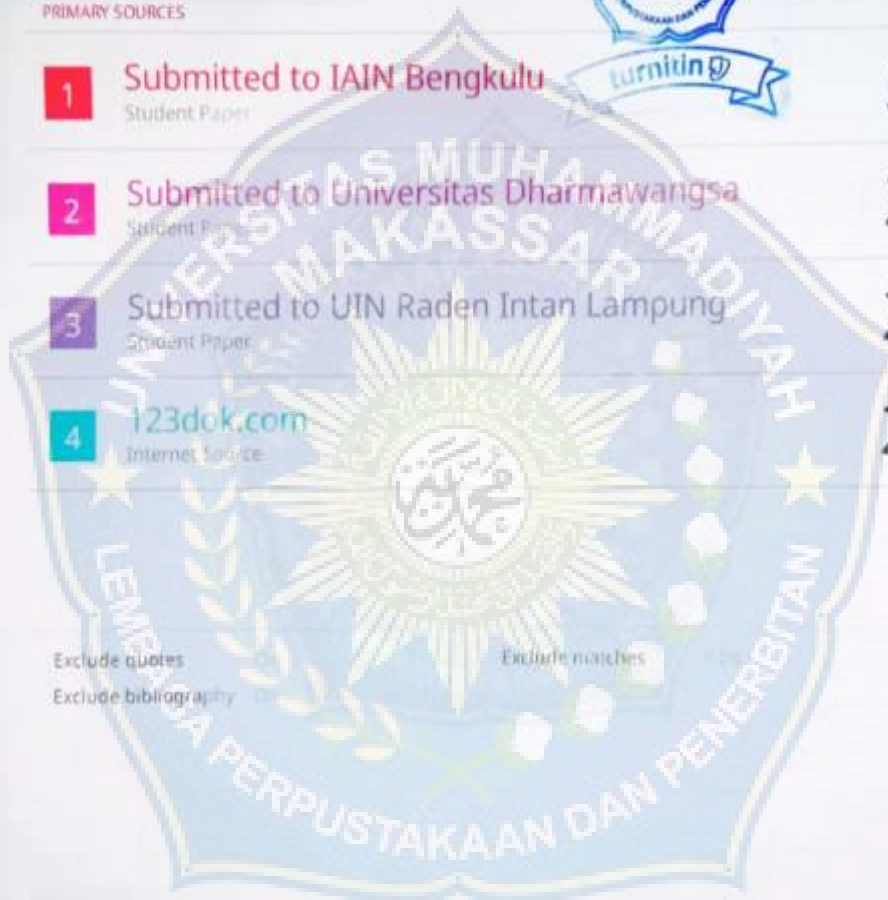 PRIMARY SOURCES
turnitin
1
Submitted to IAIN Bengkulu
Student Paper
2
Submitted to Universitas Dharmawangsa
Student
3
Submitted to UIN Raden Intan Lampung
Student Paper
4
123dok.com
Internet Source
Exclude quotes
Exclude matches
Exclude bibliography
UNIVERSITAS MUHAMMADIYAH
MAKASSAR
محمد
LEMBAGA PERPUSTAKAAN DAN PENERBITAN